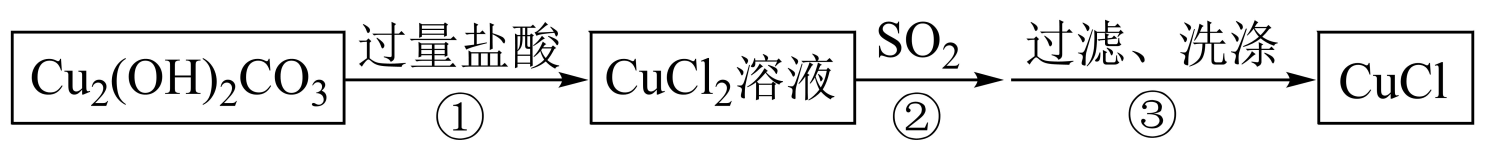 Cu₂(OH)₂CO₃ 过量盐酸 ① CuCl₂溶液 SO₂ ② 过滤、洗涤 ③ CuCl